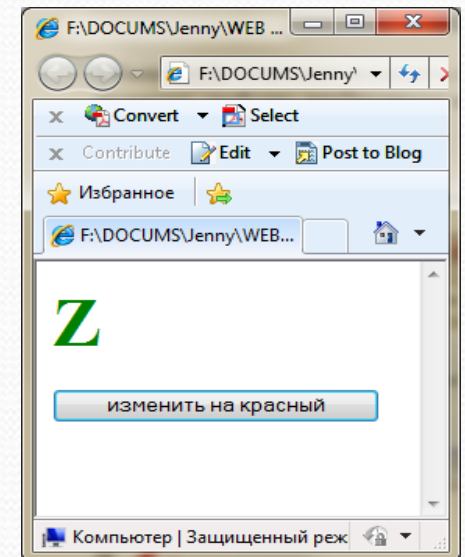 F:\DOCUMS\Jenny\WEB ...
F:\DOCUMS\Jenny\
x Convert Select
x Contribute Edit Post to Blog
Избранное
F:\DOCUMS\Jenny\WEB...
Z
изменить на красный
Компьютер | Защищенный реж